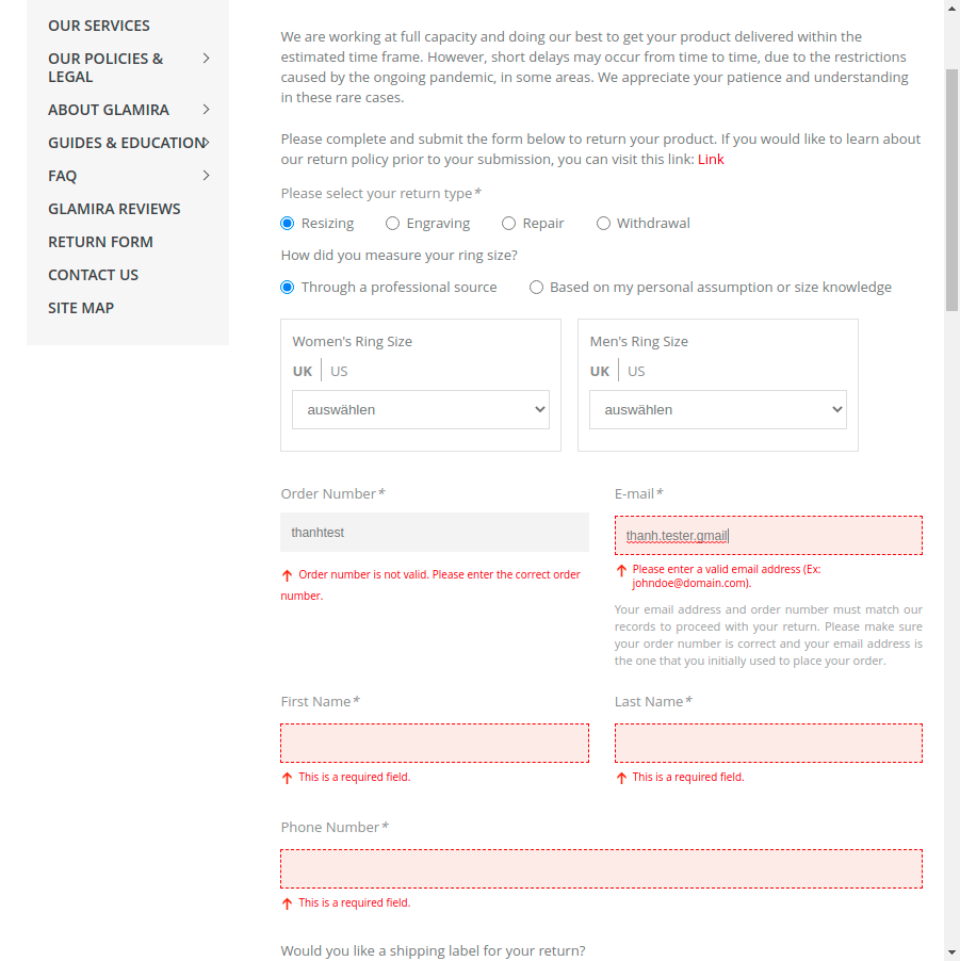 OUR SERVICES
OUR POLICIES &
LEGAL
ABOUT GLAMIRA
GUIDES & EDUCATION
FAQ
GLAMIRA REVIEWS
RETURN FORM
CONTACT US
SITE MAP
We are working at full capacity and doing our best to get your product delivered within the
estimated time frame. However, short delays may occur from time to time, due to the restrictions
caused by the ongoing pandemic, in some areas. We appreciate your patience and understanding
in these rare cases.
Please complete and submit the form below to return your product. If you would like to learn about
our return policy prior to your submission, you can visit this link: Link
Please select your return type*
Resizing Engraving Repair Withdrawal
How did you measure your ring size?
Through a professional source Based on my personal assumption or size knowledge
Women's Ring Size
UK US
auswählen
Men's Ring Size
UK US
auswählen
Order Number*
thanhtest
Order number is not valid. Please enter the correct order
number.
E-mail*
thanh.tester.gmail
Please enter a valid email address (Ex:
johndoe@domain.com).
Your email address and order number must match our
records to proceed with your return. Please make sure
your order number is correct and your email address is
the one that you initially used to place your order.
First Name*
This is a required field.
Last Name*
This is a required field.
Phone Number*
This is a required field.
Would you like a shipping label for your return?